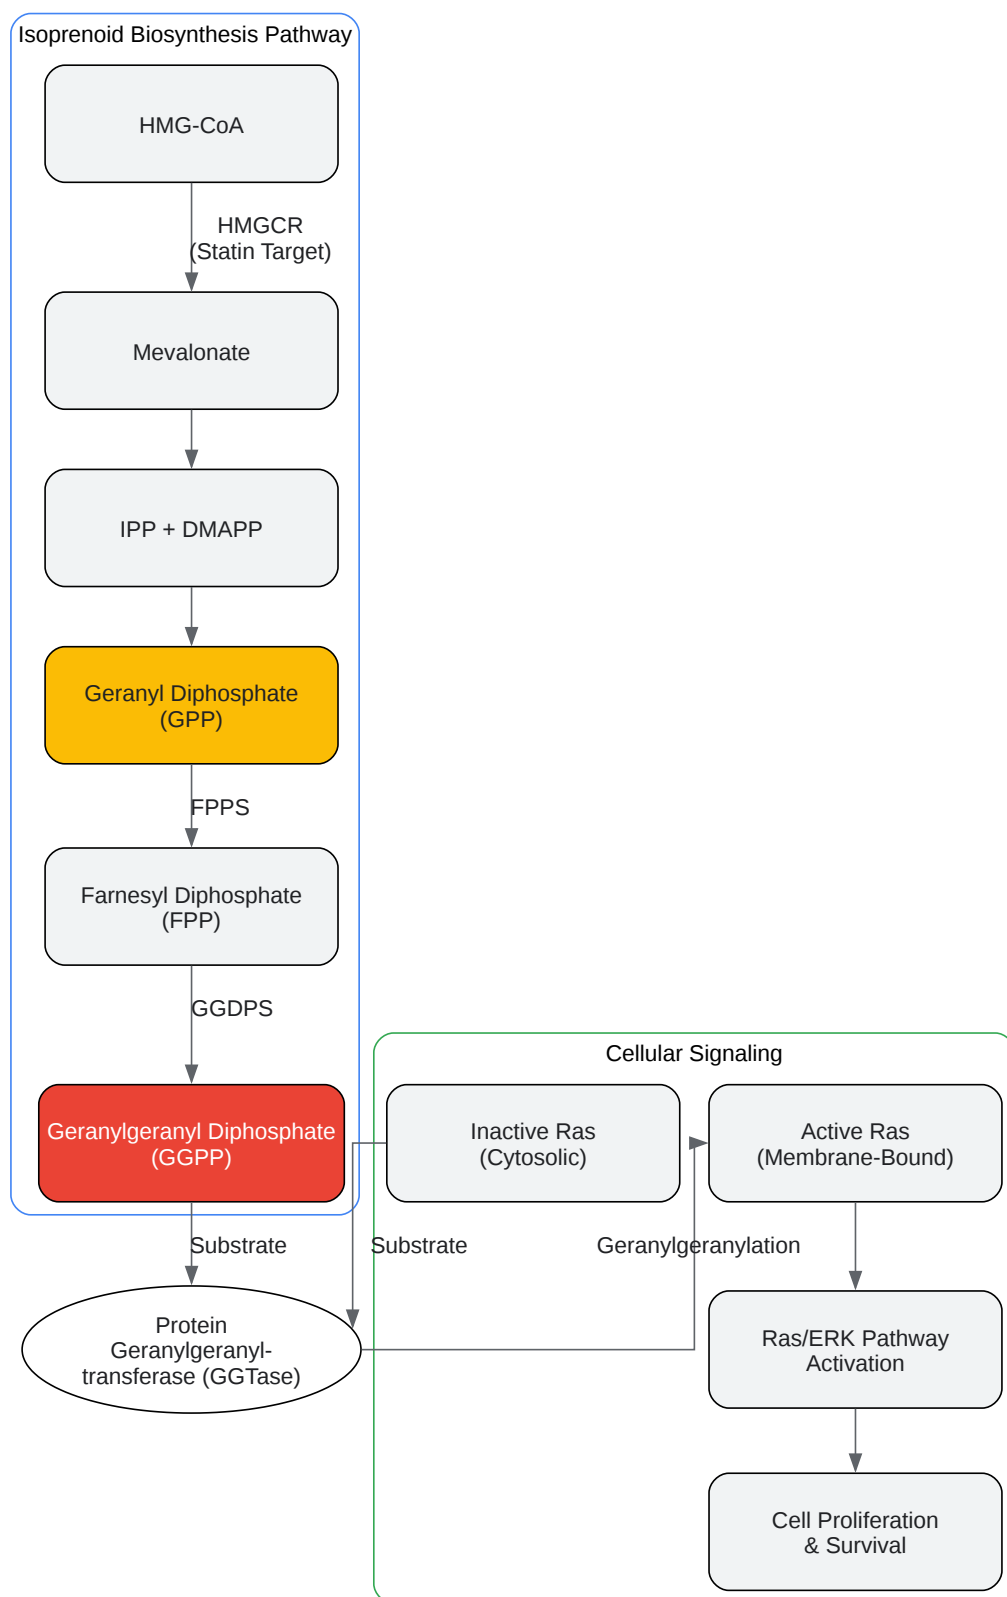 Isoprenoid Biosynthesis Pathway
HMG-CoA
HMGCR
(Statin Target)
Mevalonate
IPP + DMAPP
Geranyl Diphosphate
(GPP)
FPPS
Farnesyl Diphosphate
(FPP)
GGDPS
Geranylgeranyl Diphosphate
(GGPP)
Substrate
Protein
Geranylgeranyl-
transferase (GGTase)
Cellular Signaling
Inactive Ras
(Cytosolic)
Substrate
Geranylgeranylation
Active Ras
(Membrane-Bound)
Ras/ERK Pathway
Activation
Cell Proliferation
& Survival